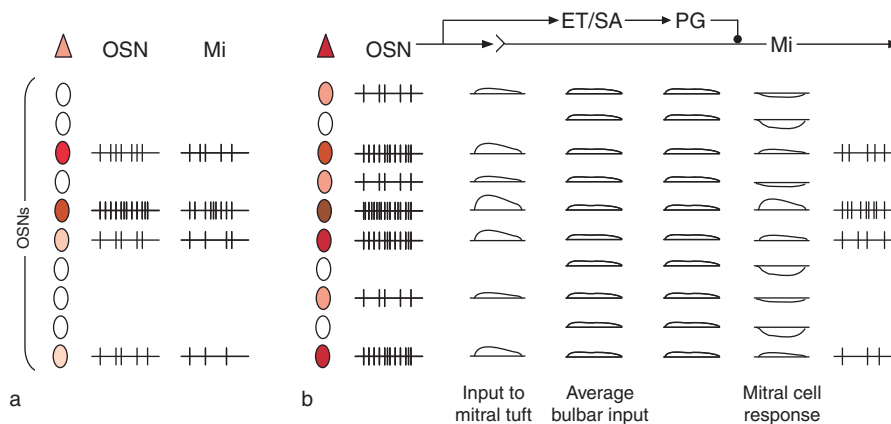 OSN
Mi
OSNs
a
OSN
ET/SA
PG
Mi
b
Input to
mitral tuft
Average
bulbar input
Mitral cell
response